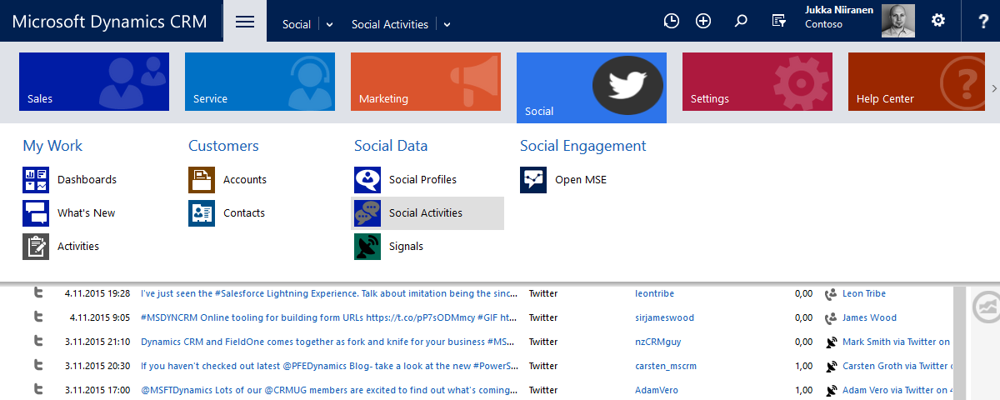 Microsoft Dynamics CRM Social Social Activities Jukka Niiranen
Contoso ?
Sales Service Marketing Social Settings Help Center
My Work Customers Social Data Social Engagement
Dashboards Accounts Social Profiles Open MSE
What's New Contacts Social Activities
Activities Signals
4.11.2015 19:28 I've just seen the #Salesforce Lightning Experience. Talk about imitation being the sinc... Twitter leontribe 0,00 Leon Tribe
4.11.2015 9:05 #MSDYNCRM Online tooling for building form URLs https://t.co/pP7sODMmcy #GIF ht... Twitter sirjameswood 0,00 James Wood
3.11.2015 21:10 Dynamics CRM and FieldOne comes together as fork and knife for your business #MS... Twitter nzCRMguy 0,00 Mark Smith via Twitter on
3.11.2015 20:30 If you haven't checked out latest @PFEDynamics Blog- take a look at the new #PowerS... Twitter carsten_mscrm 1,00 Carsten Groth via Twitter
3.11.2015 17:00 @MSFTDynamics Lots of our @CRMUG members are excited to find out what's coming... Twitter AdamVero 1,00 Adam Vero via Twitter on 4